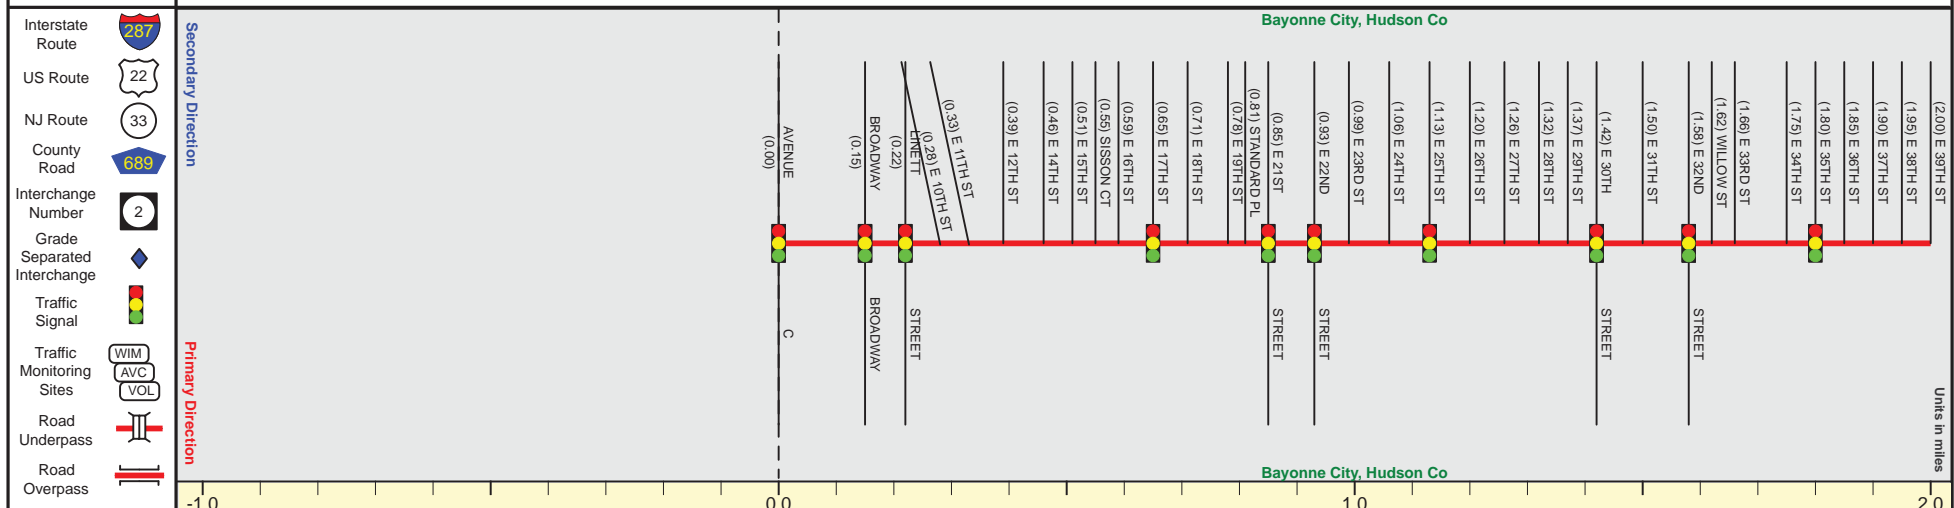 Interstate
Route
287
US Route
22
NJ Route
33
County
Road
689
Interchange
Number
2
Grade
Separated
Interchange
Traffic
Signal
Traffic
Monitoring
Sites
WIM
AVC
VOL
Road
Underpass
Road
Overpass
Secondary Direction
Primary Direction
Bayonne City, Hudson Co
AVENUE
(0.00)
C
BROADWAY
(0.15)
BROADWAY
LINETT
(0.22)
STREET
(0.28) E 10TH ST
(0.33) E 11TH ST
(0.39) E 12TH ST
(0.46) E 14TH ST
(0.51) E 15TH ST
(0.55) SISSON CT
(0.59) E 16TH ST
(0.65) E 17TH ST
(0.71) E 18TH ST
(0.78) E 19TH ST
(0.81) STANDARD PL
(0.85) E 21ST
STREET
(0.93) E 22ND
STREET
(0.99) E 23RD ST
(1.06) E 24TH ST
(1.13) E 25TH ST
(1.20) E 26TH ST
(1.26) E 27TH ST
(1.32) E 28TH ST
(1.37) E 29TH ST
(1.42) E 30TH
STREET
(1.50) E 31TH ST
(1.58) E 32ND
STREET
(1.62) WILLOW ST
(1.66) E 33RD ST
(1.75) E 34TH ST
(1.80) E 35TH ST
(1.85) E 36TH ST
(1.90) E 37TH ST
(1.95) E 38TH ST
(2.00) E 39TH ST
Units in miles
Bayonne City, Hudson Co
-1.0
0.0
1.0
2.0